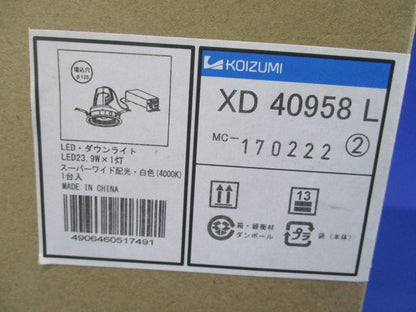 埋込穴
φ125
LED・ダウンライト
LED23.9W×1灯
スーパーワイド配光・白色(4000K)
1台入
MADE IN CHINA
4906460517491
KOIZUMI
XD 40958 L
MC-170222 ②
13
箱・緩衝材
ダンボール
プラ
袋(本体)